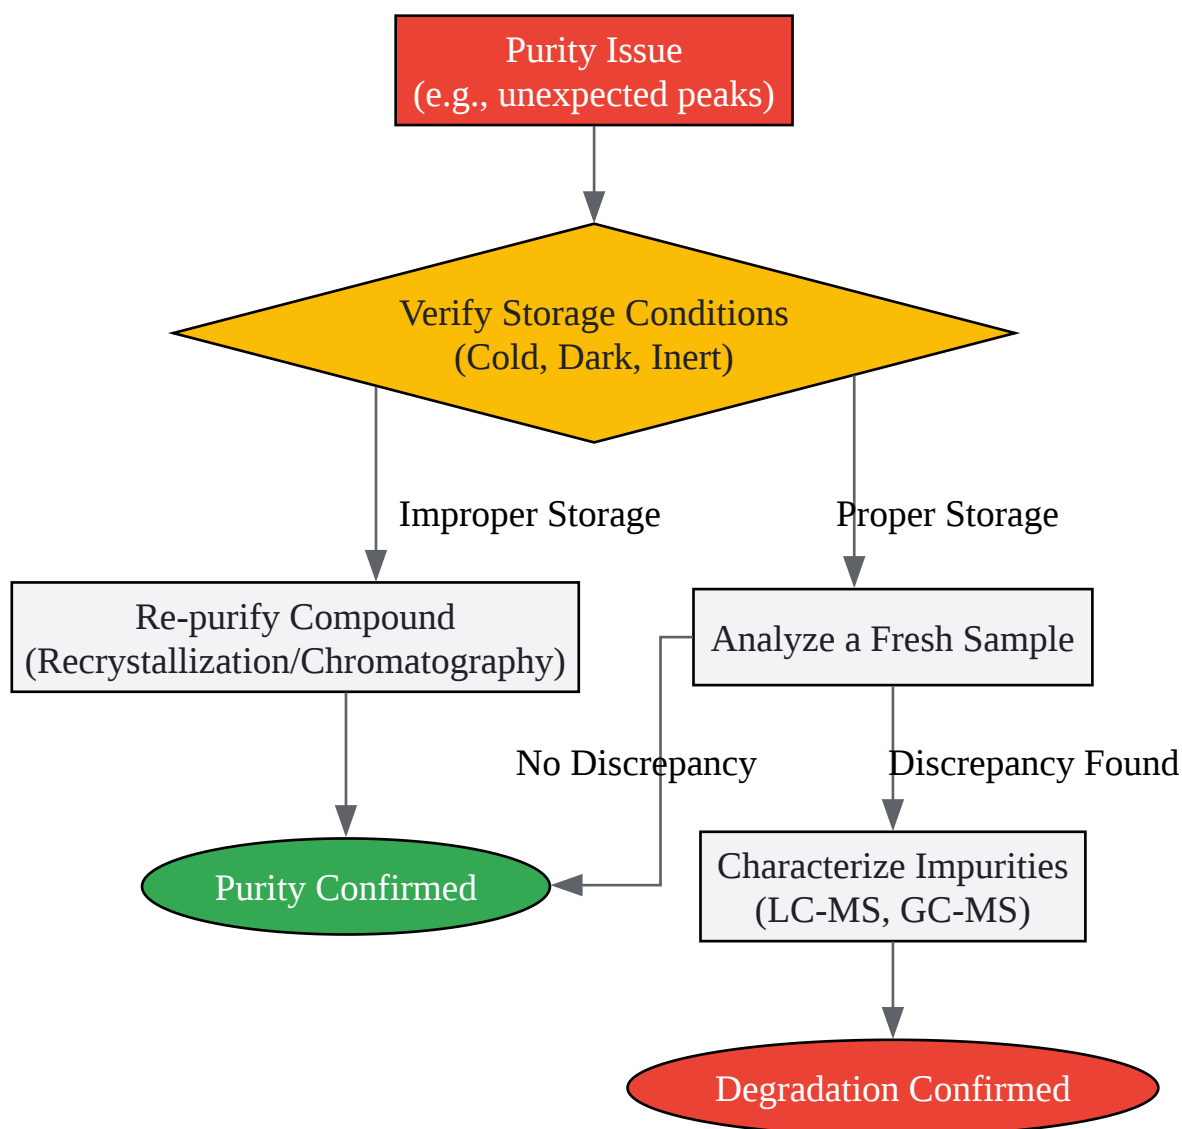 Purity Issue
(e.g., unexpected peaks)
Verify Storage Conditions
(Cold, Dark, Inert)
Improper Storage
Proper Storage
Re-purify Compound
(Recrystallization/Chromatography)
Analyze a Fresh Sample
No Discrepancy
Discrepancy Found
Purity Confirmed
Characterize Impurities
(LC-MS, GC-MS)
Degradation Confirmed